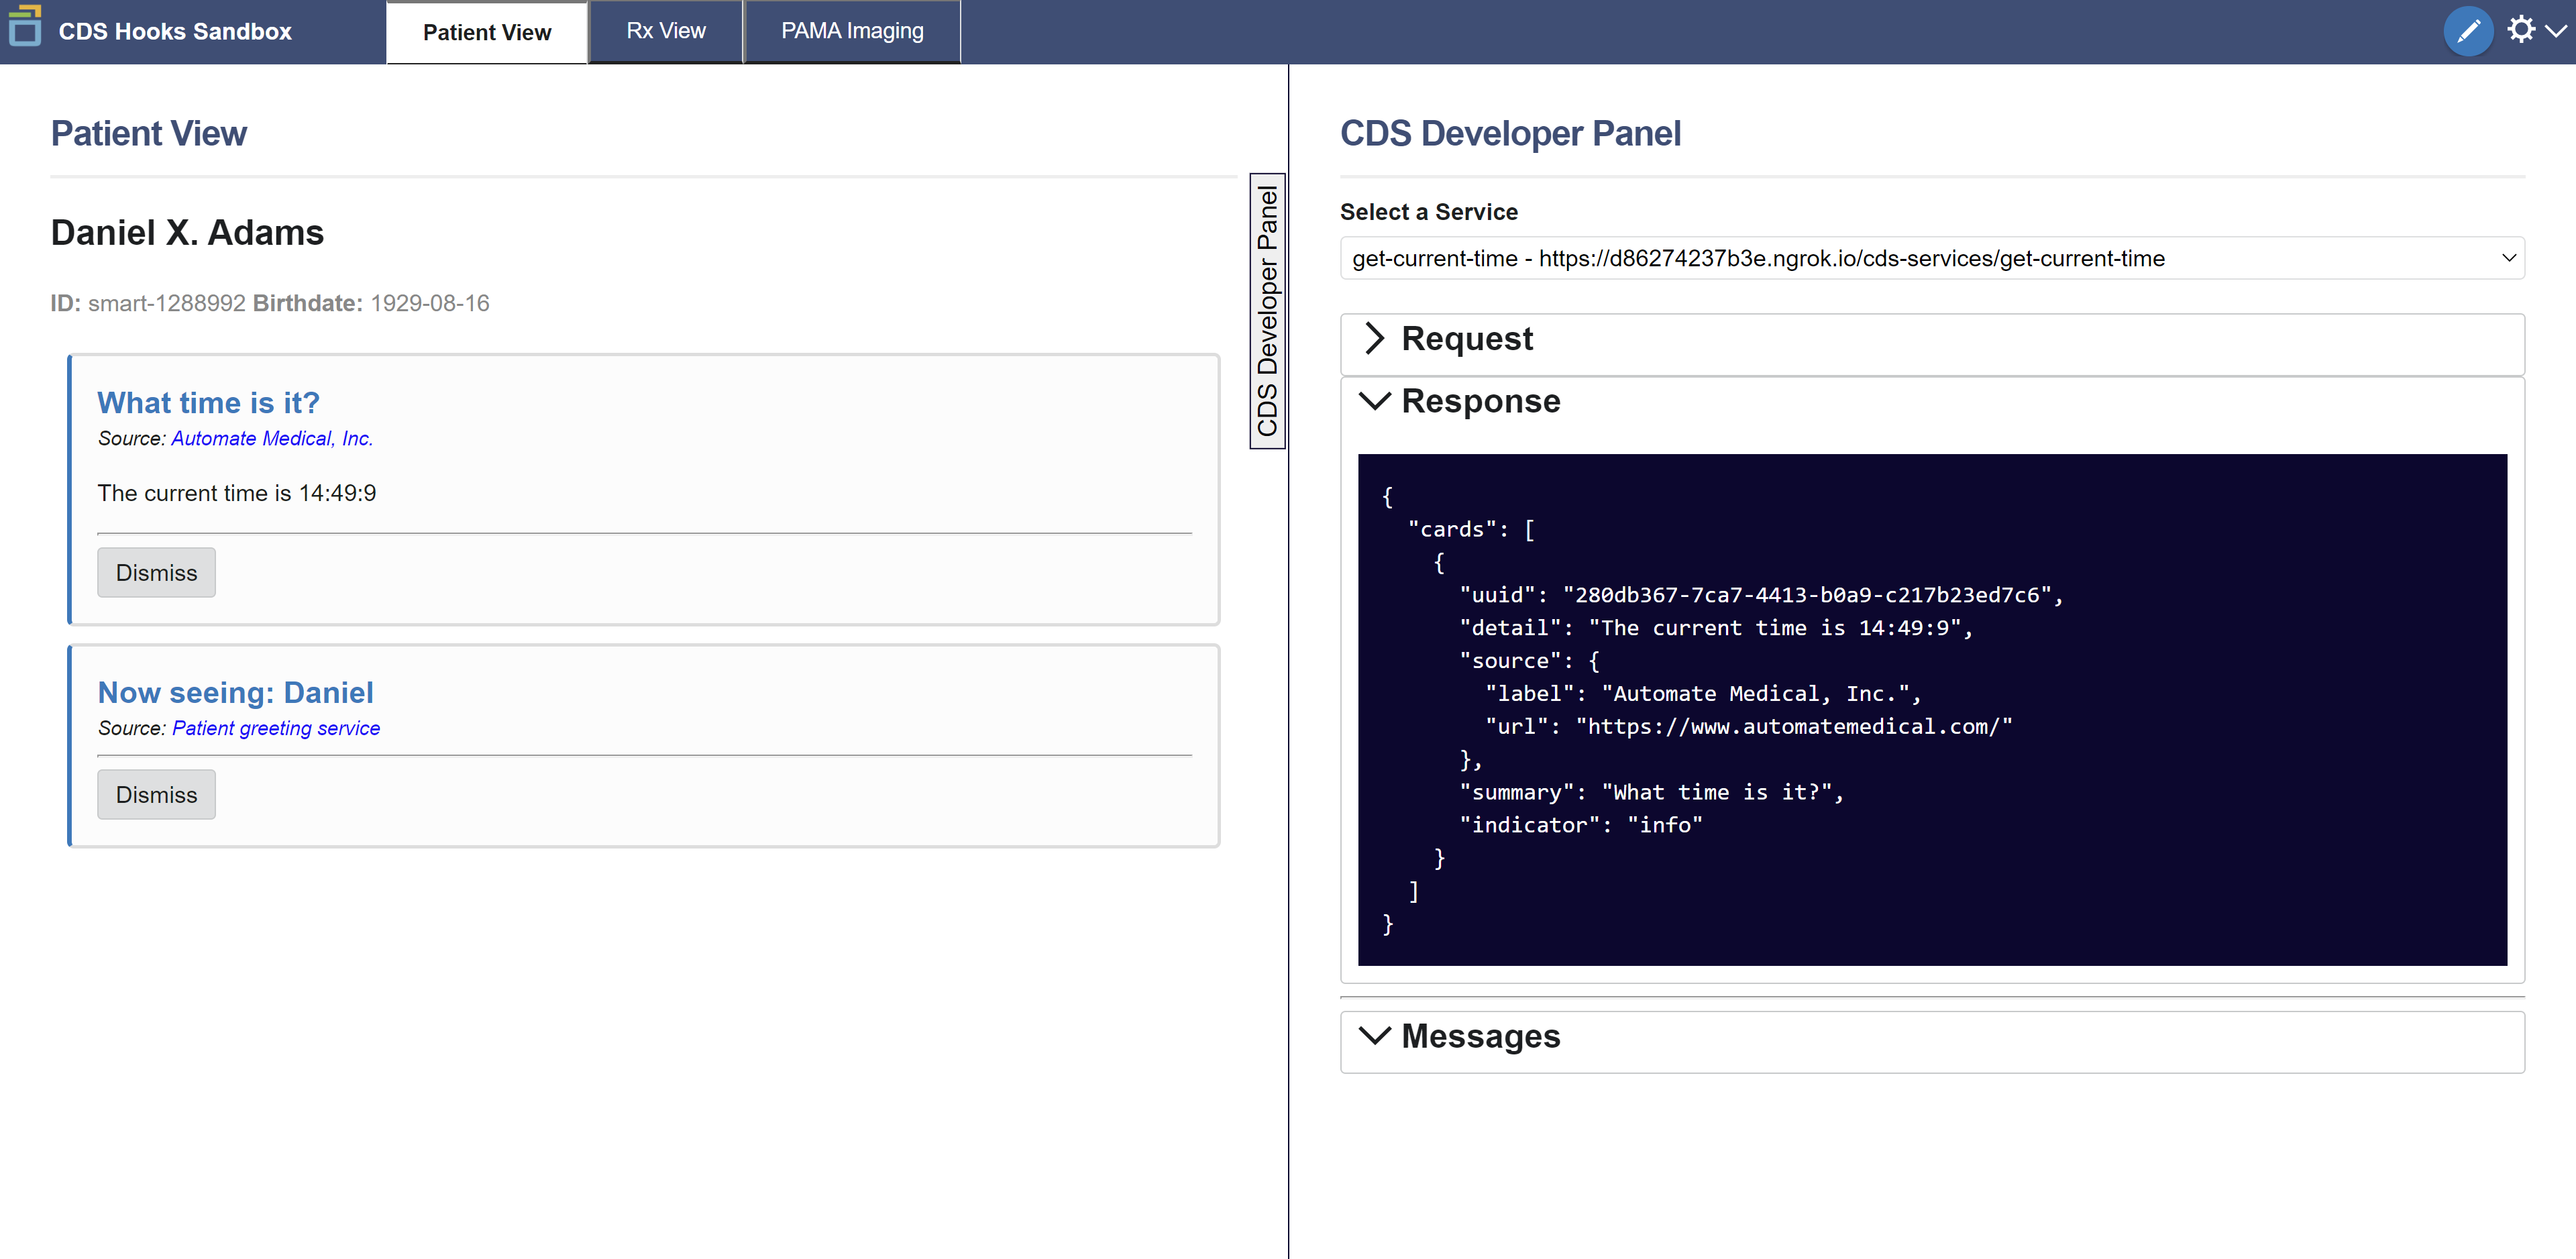 CDS Hooks Sandbox
Patient View
Rx View
PAMA Imaging
Patient View
Daniel X. Adams
ID: smart-1288992 Birthdate: 1929-08-16
What time is it?
Source: Automate Medical, Inc.
The current time is 14:49:9
Dismiss
Now seeing: Daniel
Source: Patient greeting service
Dismiss
CDS Developer Panel
CDS Developer Panel
Select a Service
get-current-time - https://d86274237b3e.ngrok.io/cds-services/get-current-time
Request
Response
{
  "cards": [
    {
      "uuid": "280db367-7ca7-4413-b0a9-c217b23ed7c6",
      "detail": "The current time is 14:49:9",
      "source": {
        "label": "Automate Medical, Inc.",
        "url": "https://www.automatemedical.com/"
      },
      "summary": "What time is it?",
      "indicator": "info"
    }
  ]
}
Messages